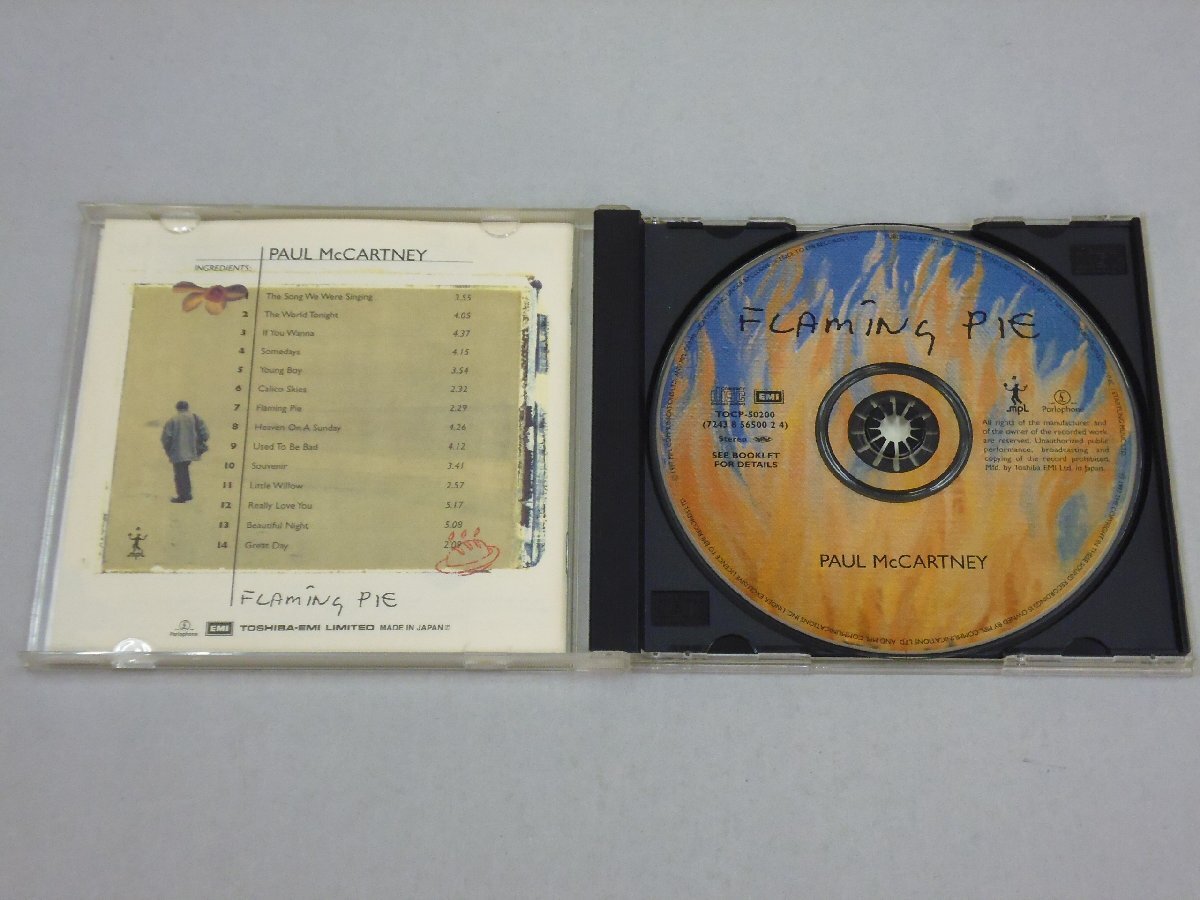 PAUL McCARTNEY
INGREDIENTS:
1 The Song We Were Singing 3.55
2 The World Tonight 4.05
3 If You Wanna 4.37
4 Somedays 4.15
5 Young Boy 3.54
6 Calico Skies 2.32
7 Flaming Pie 2.29
8 Heaven On A Sunday 4.26
9 Used To Be Bad 4.12
10 Souvenir 3.41
11 Little Willow 2.57
12 Really Love You 5.17
13 Beautiful Night 5.08
14 Great Day 2.09
mpl
FLAMING PIE
Parlophone EMI TOSHIBA-EMI LIMITED MADE IN JAPAN
FLAMING PIE
EMI
TOCP-50200
(7243 8 56500 2 4)
Stereo
SEE BOOKLET
FOR DETAILS
mpL Parlophone
All rights of the manufacturer and
of the owner of the recorded work
are reserved. Unauthorized public
performance, broadcasting and
copying of the record prohibited.
Mfd. by Toshiba EMI Ltd. in Japan.
PAUL McCARTNEY